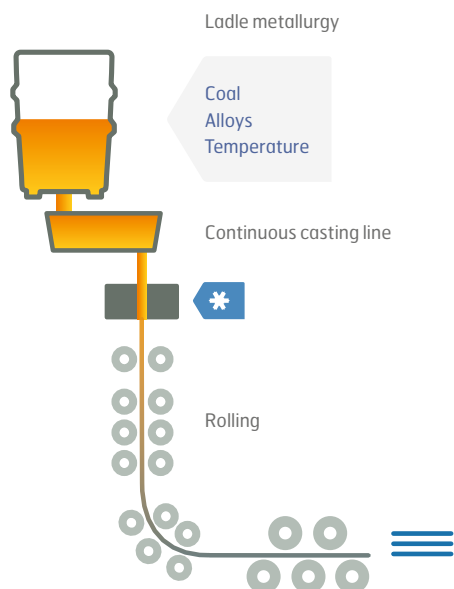 Ladle metallurgy
Coal
Alloys
Temperature
Continuous casting line
Rolling